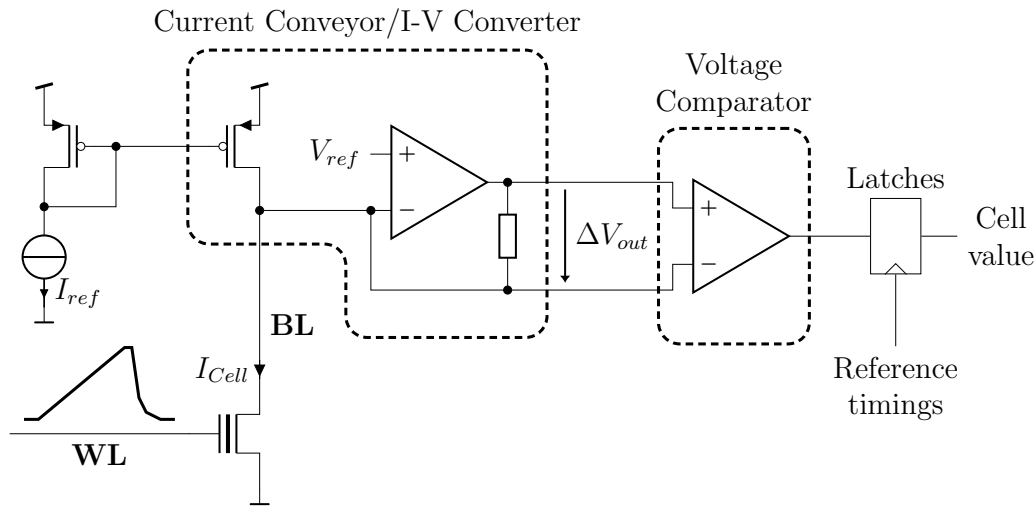 Current Conveyor/I-V Converter
Voltage
Comparator
V_ref
+
−
ΔV_out
+
−
Latches
Cell
value
I_ref
BL
I_Cell
WL
Reference
timings